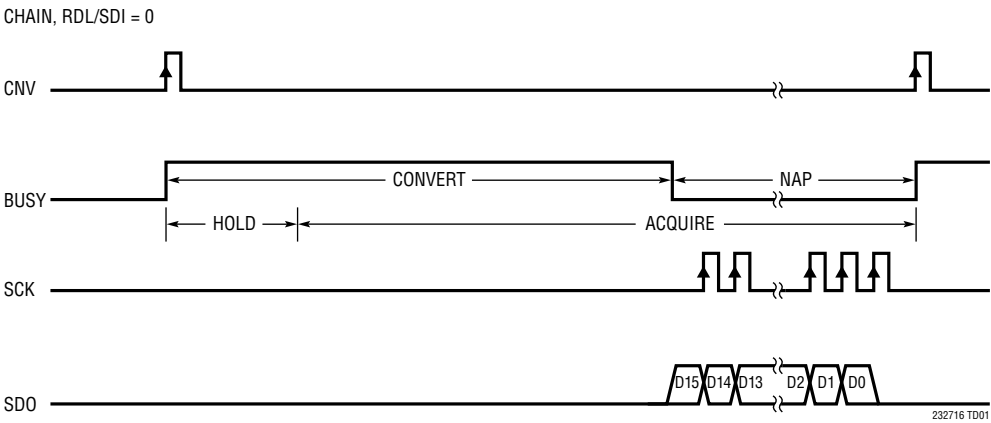 CHAIN, RDL/SDI = 0
CNV
BUSY
CONVERT
NAP
HOLD
ACQUIRE
SCK
SDO
D15 D14 D13 D2 D1 D0
232716 TD01